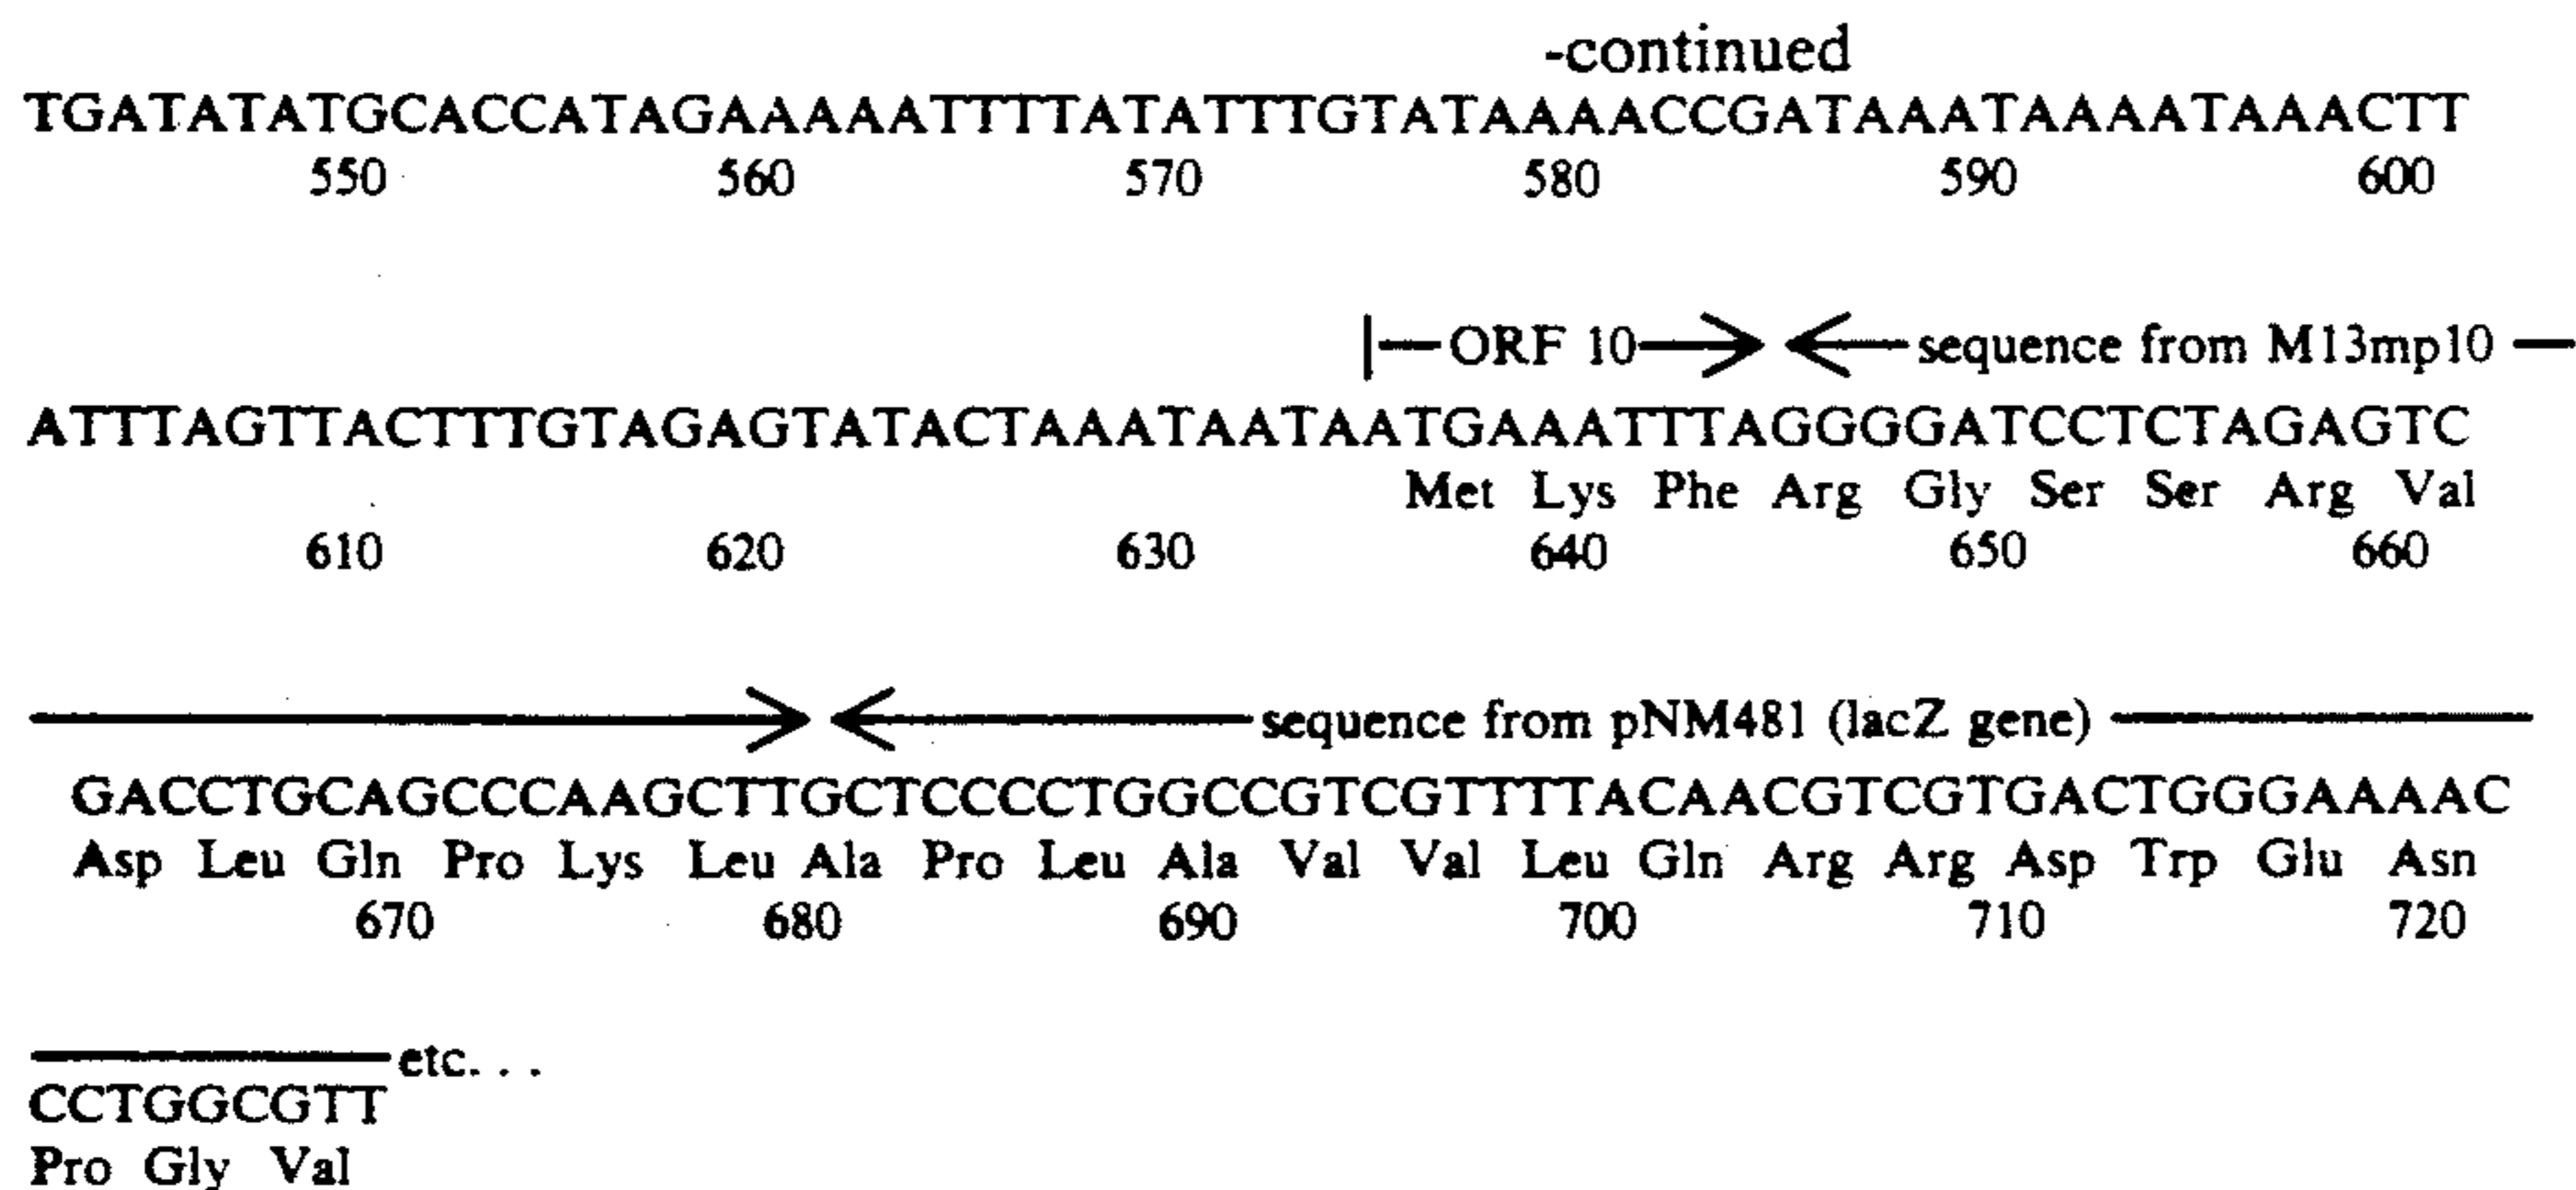 -continued
TGATATATGCACCATAGAAAAATTTTATATTTGTATAAAACCGATAAATAAAATAAACTT
550 560 570 580 590 600
|—ORF 10→ ← sequence from M13mp10 —
ATTTAGTTACTTTGTAGAGTATACTAAATAATAATGAAATTTAGGGGATCCTCTAGAGTC
Met Lys Phe Arg Gly Ser Ser Arg Val
610 620 630 640 650 660
→ ← sequence from pNM481 (lacZ gene) —
GACCTGCAGCCCAAGCTTGCTCCCCTGGCCGTCGTTTTACAACGTCGTGACTGGGAAAAC
Asp Leu Gln Pro Lys Leu Ala Pro Leu Ala Val Val Leu Gln Arg Arg Asp Trp Glu Asn
670 680 690 700 710 720
— etc. . .
CCTGGCGTT
Pro Gly Val